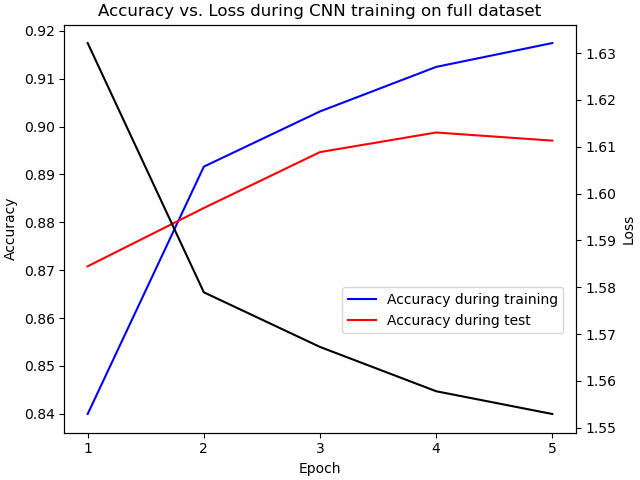 Accuracy vs. Loss during CNN training on full dataset
0.92
0.91
0.90
0.89
0.88
0.87
0.86
0.85
0.84
Accuracy
1.63
1.62
1.61
1.60
1.59
1.58
1.57
1.56
1.55
Loss
Accuracy during training
Accuracy during test
1 2 3 4 5
Epoch